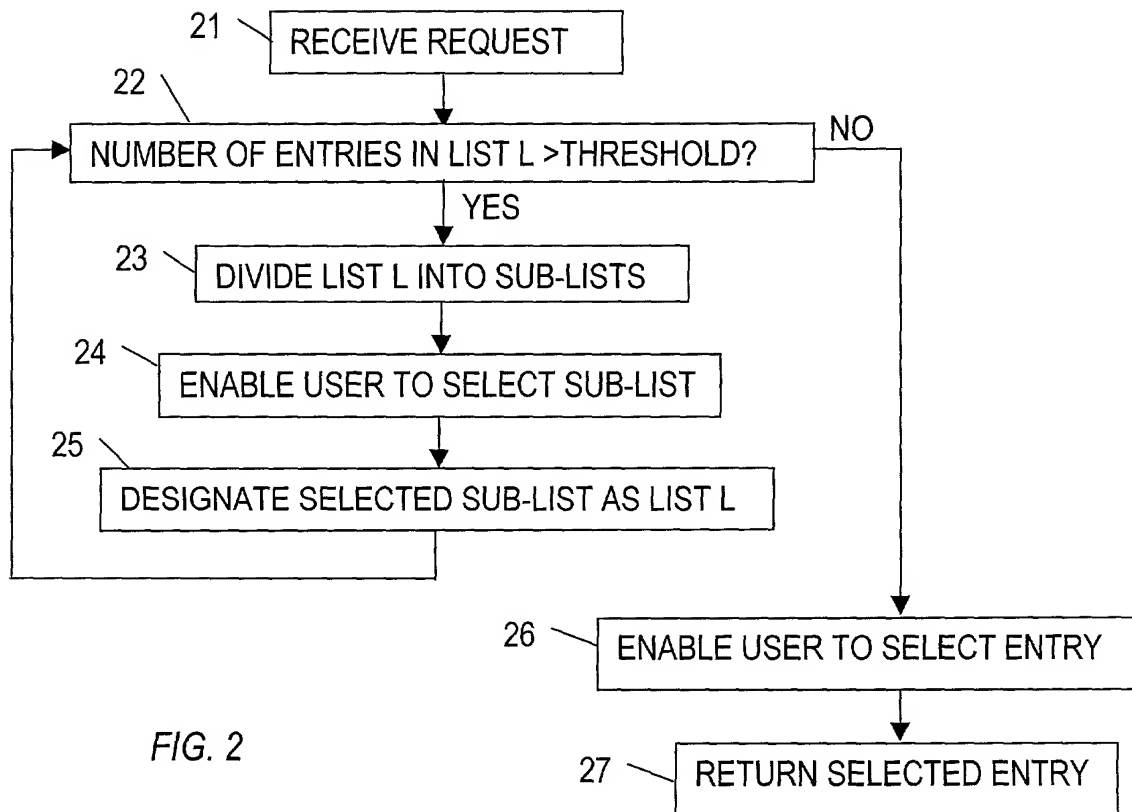 21
RECEIVE REQUEST
22
NUMBER OF ENTRIES IN LIST L >THRESHOLD?
NO
YES
23
DIVIDE LIST L INTO SUB-LISTS
24
ENABLE USER TO SELECT SUB-LIST
25
DESIGNATE SELECTED SUB-LIST AS LIST L
26
ENABLE USER TO SELECT ENTRY
FIG. 2
27
RETURN SELECTED ENTRY